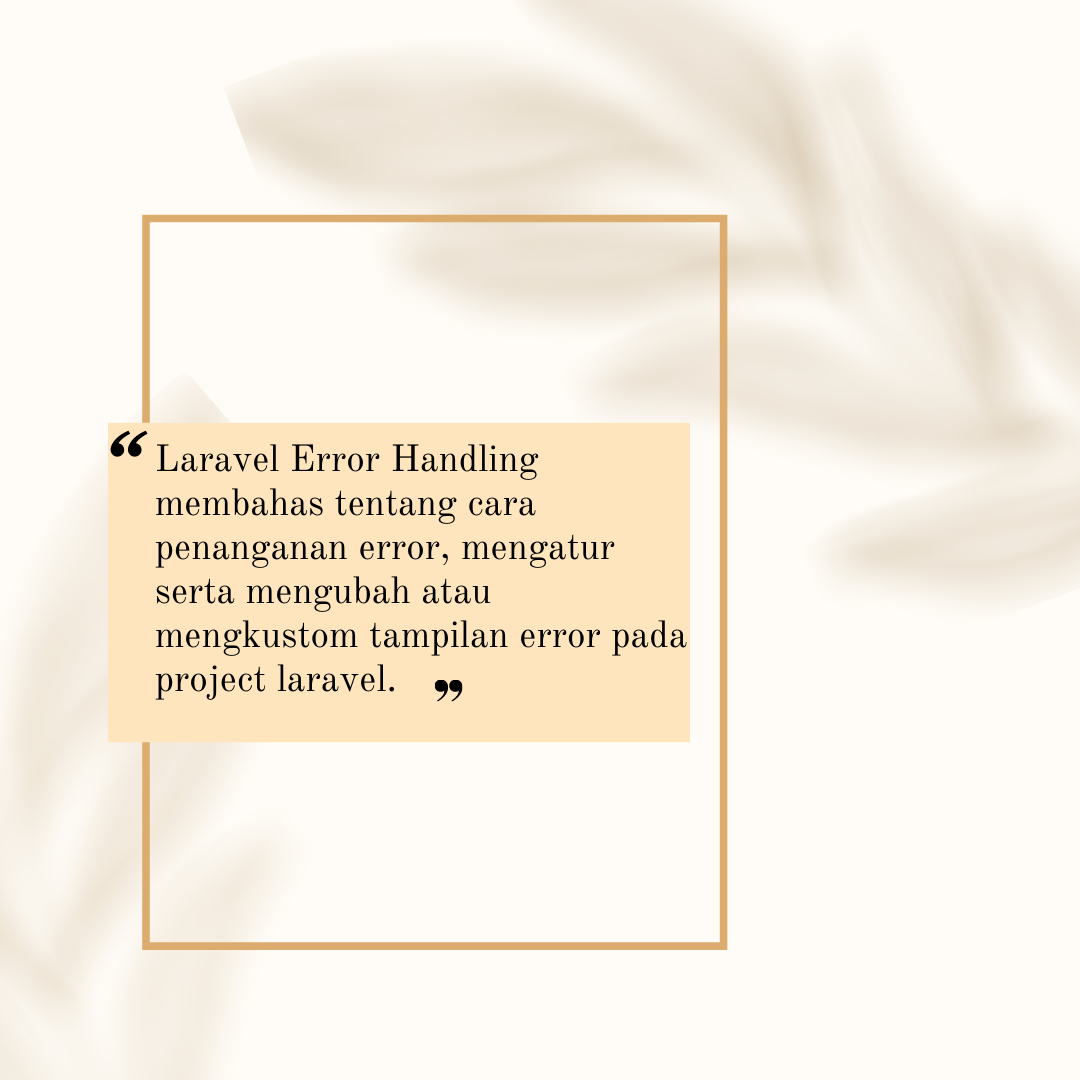 “ Laravel Error Handling
membahas tentang cara
penanganan error, mengatur
serta mengubah atau
mengkustom tampilan error pada
project laravel. ”